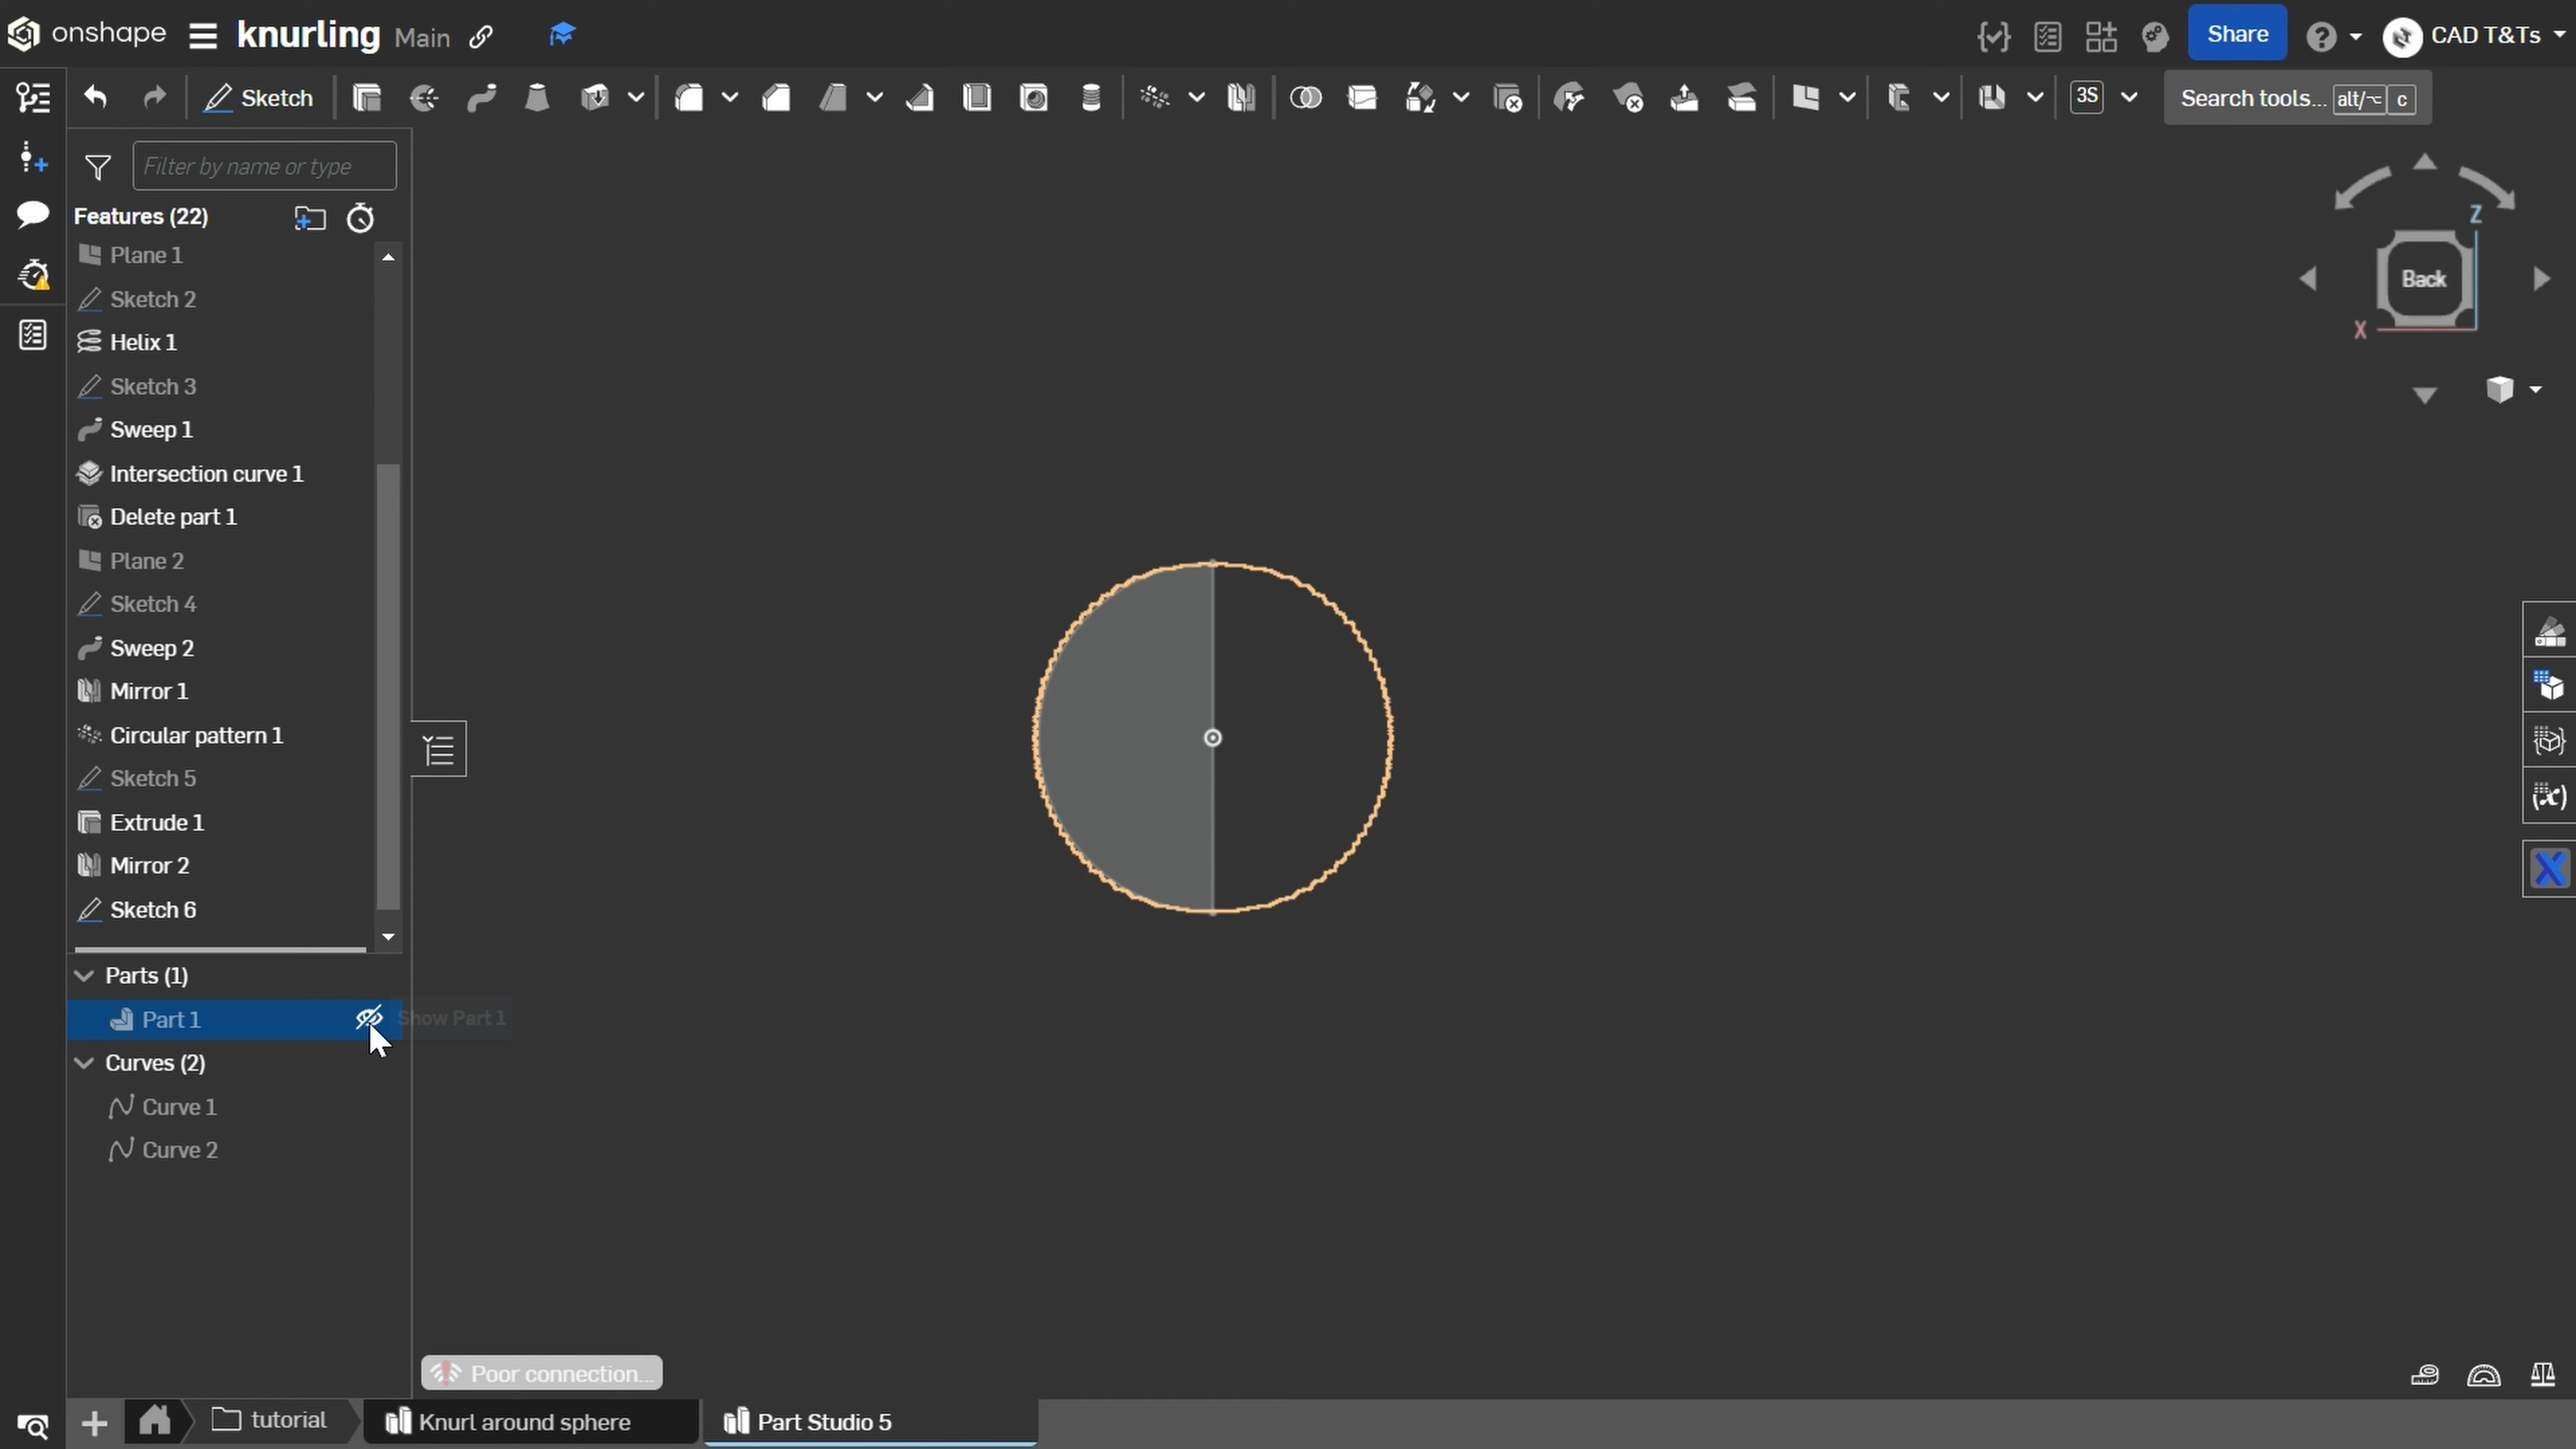 onshape knurling Main Share CAD T&Ts
Sketch 3S Search tools... alt/⌥ c
Filter by name or type
Features (22)
Plane 1
Sketch 2
Helix 1
Sketch 3
Sweep 1
Intersection curve 1
Delete part 1
Plane 2
Sketch 4
Sweep 2
Mirror 1
Circular pattern 1
Sketch 5
Extrude 1
Mirror 2
Sketch 6
Parts (1)
Part 1 Show Part 1
Curves (2)
Curve 1
Curve 2
Z
Back
X
(x)
Poor connection...
tutorial Knurl around sphere Part Studio 5